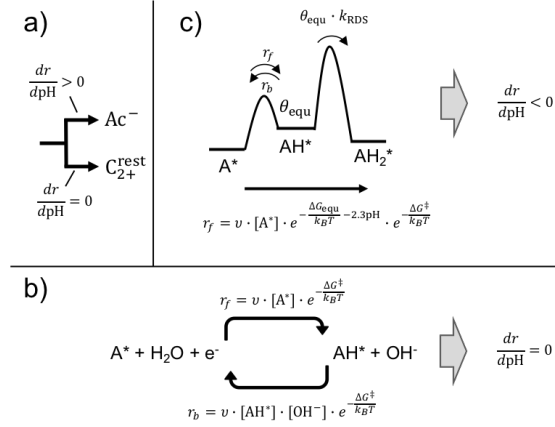 a)
dr/dpH > 0
Ac⁻
C₂₊ʳᵉˢᵗ
dr/dpH = 0
c)
θ_equ · k_RDS
r_f
r_b
θ_equ
A*
AH*
AH₂*
r_f = υ · [A*] · e^(−ΔG_equ/k_BT −2.3pH) · e^(−ΔG‡/k_BT)
dr/dpH < 0
b)
r_f = υ · [A*] · e^(−ΔG‡/k_BT)
A* + H₂O + e⁻
AH* + OH⁻
dr/dpH = 0
r_b = υ · [AH*] · [OH⁻] · e^(−ΔG‡/k_BT)